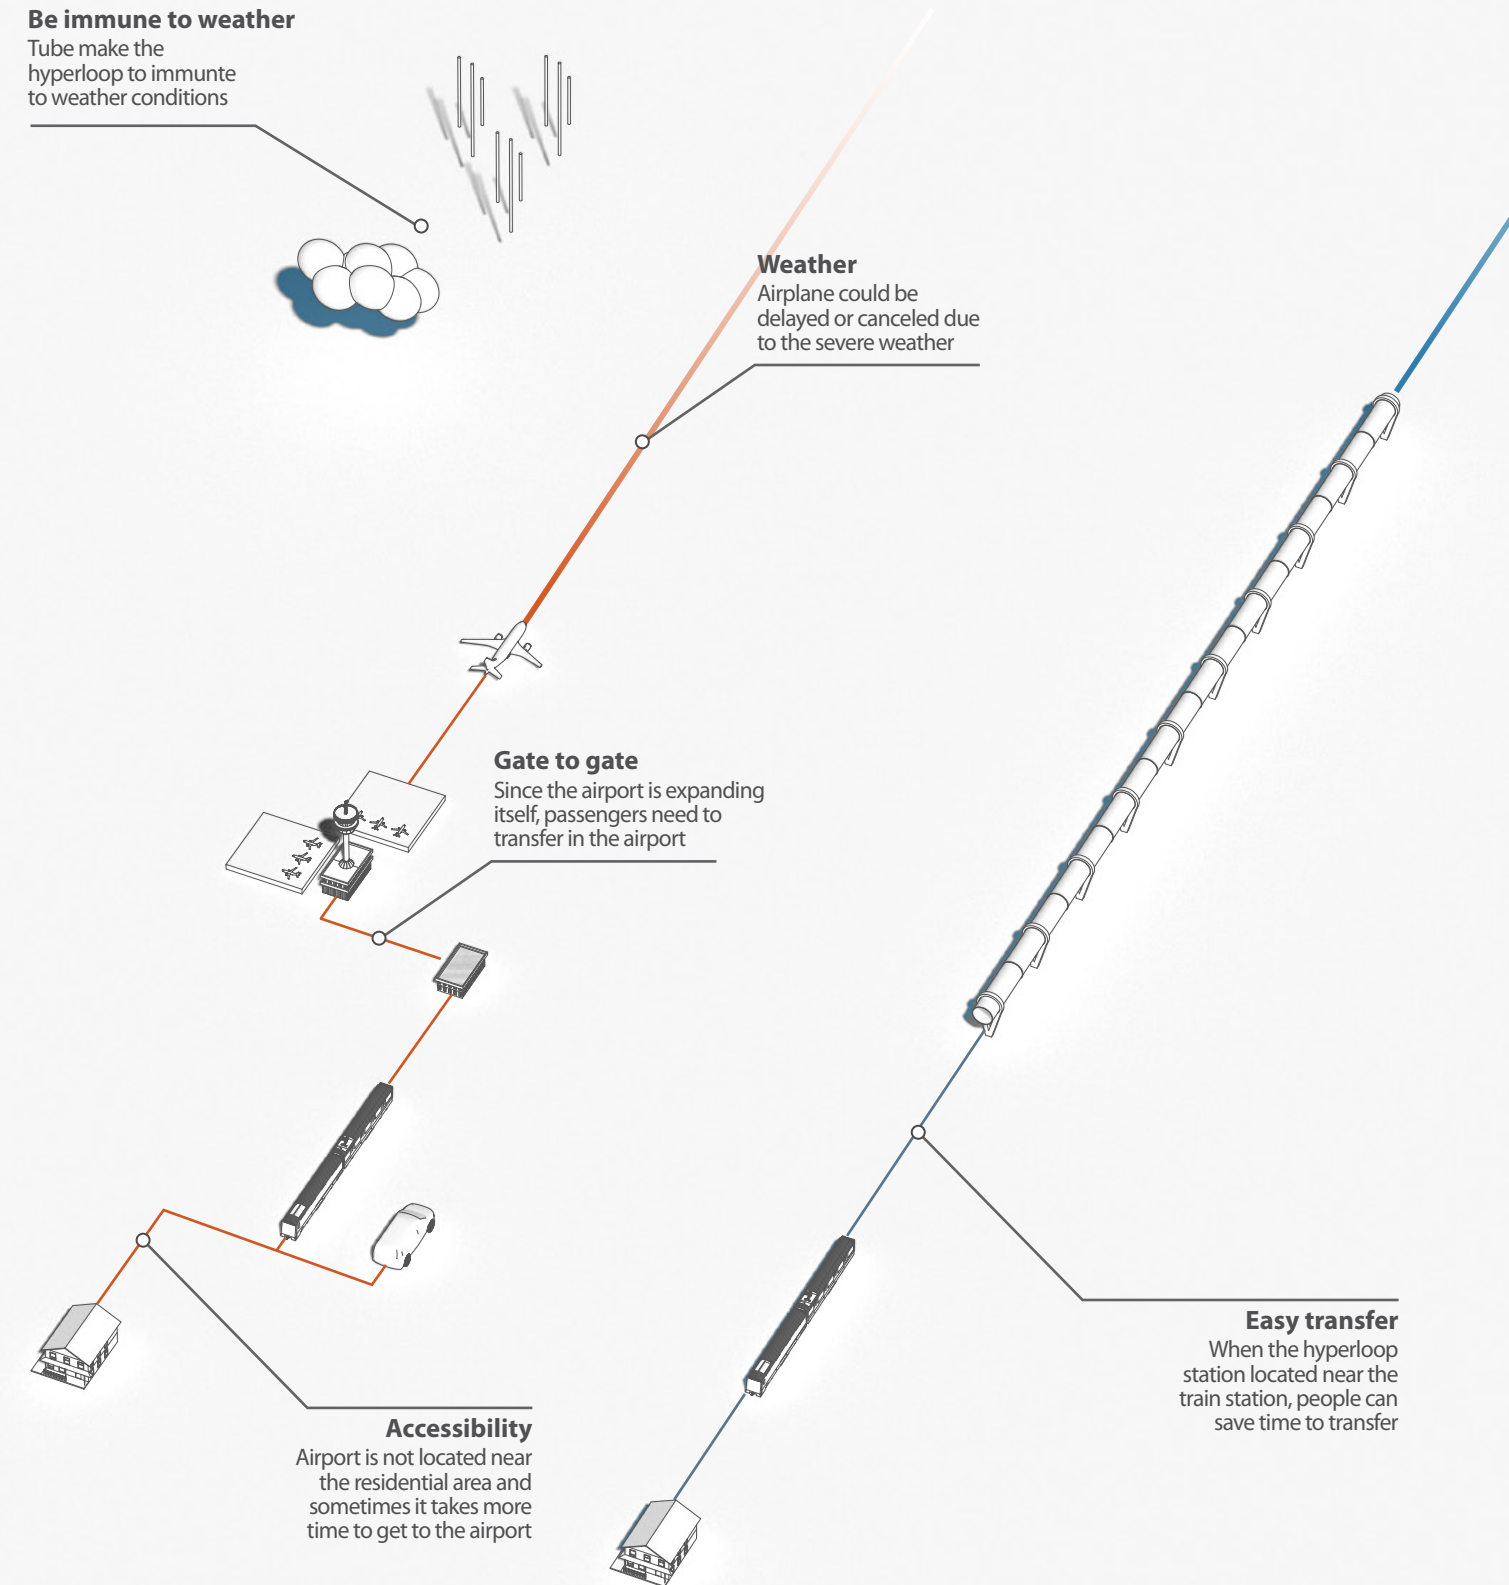 Be immune to weather
Tube make the
hyperloop to immunte
to weather conditions
Weather
Airplane could be
delayed or canceled due
to the severe weather
Gate to gate
Since the airport is expanding
itself, passengers need to
transfer in the airport
Easy transfer
When the hyperloop
station located near the
train station, people can
save time to transfer
Accessibility
Airport is not located near
the residential area and
sometimes it takes more
time to get to the airport